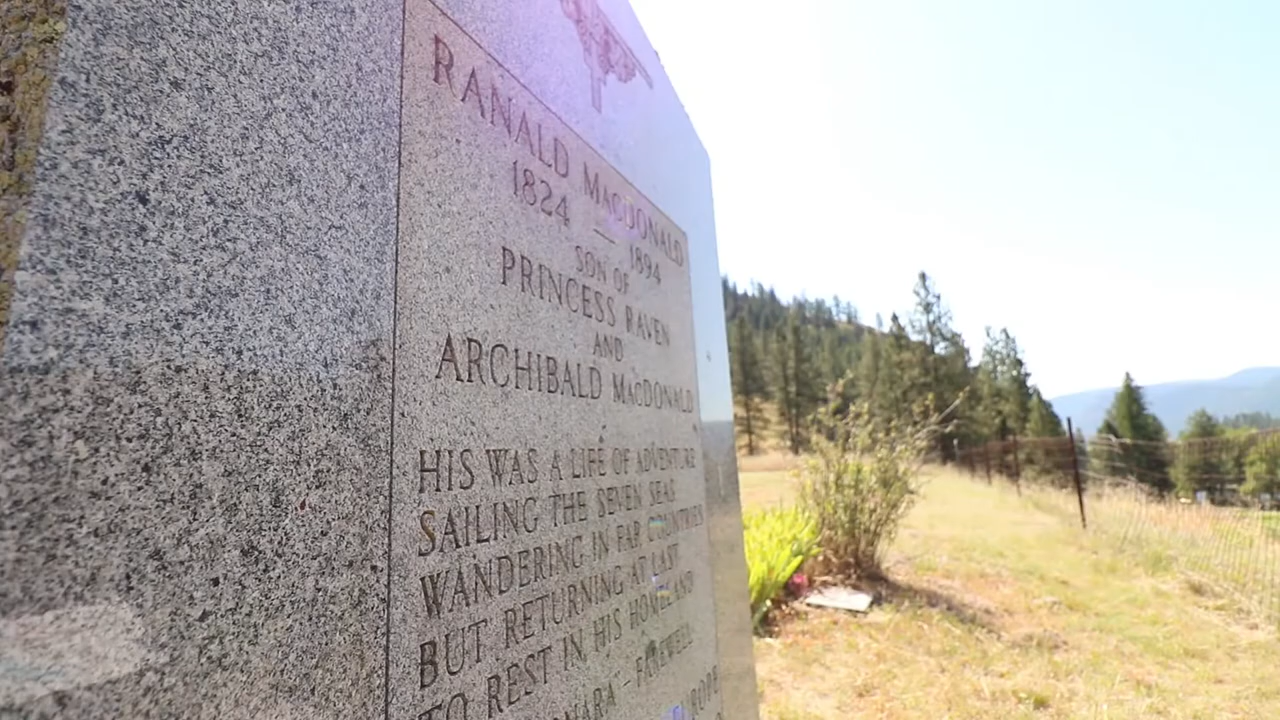 RANALD MACDONALD
1824 — 1894
SON OF
PRINCESS RAVEN
AND
ARCHIBALD MACDONALD
HIS WAS A LIFE OF ADVENTURE
SAILING THE SEVEN SEAS
WANDERING IN FAR COUNTRIES
BUT RETURNING AT LAST
TO REST IN HIS HOMELAND
FAREWELL